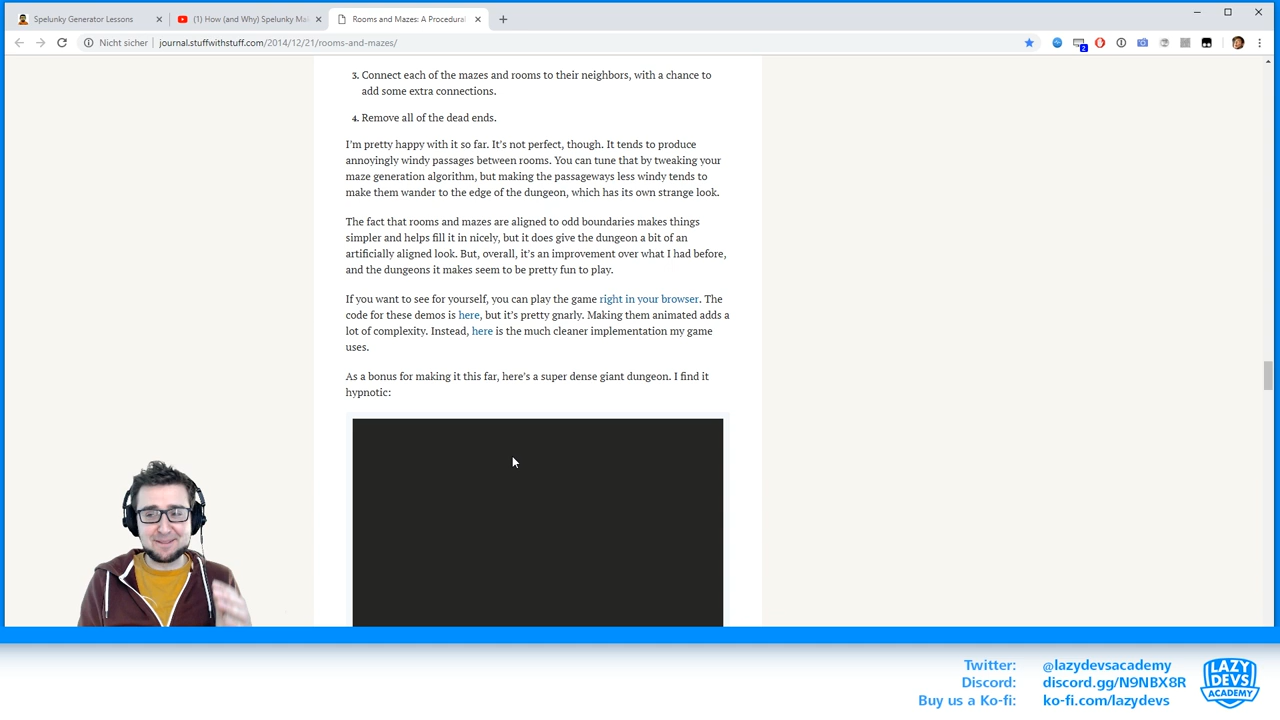 Spelunky Generator Lessons
(1) How (and Why) Spelunky Ma
Rooms and Mazes: A Procedural
Nicht sicher
journal.stuffwithstuff.com/2014/12/21/rooms-and-mazes/
2
3. Connect each of the mazes and rooms to their neighbors, with a chance to
add some extra connections.
4. Remove all of the dead ends.
I'm pretty happy with it so far. It's not perfect, though. It tends to produce
annoyingly windy passages between rooms. You can tune that by tweaking your
maze generation algorithm, but making the passageways less windy tends to
make them wander to the edge of the dungeon, which has its own strange look.
The fact that rooms and mazes are aligned to odd boundaries makes things
simpler and helps fill it in nicely, but it does give the dungeon a bit of an
artificially aligned look. But, overall, it's an improvement over what I had before,
and the dungeons it makes seem to be pretty fun to play.
If you want to see for yourself, you can play the game right in your browser. The
code for these demos is here, but it's pretty gnarly. Making them animated adds a
lot of complexity. Instead, here is the much cleaner implementation my game
uses.
As a bonus for making it this far, here's a super dense giant dungeon. I find it
hypnotic:
Twitter: @lazydevsacademy
Discord: discord.gg/N9NBX8R
Buy us a Ko-fi: ko-fi.com/lazydevs
LAZY
DEVS
ACADEMY